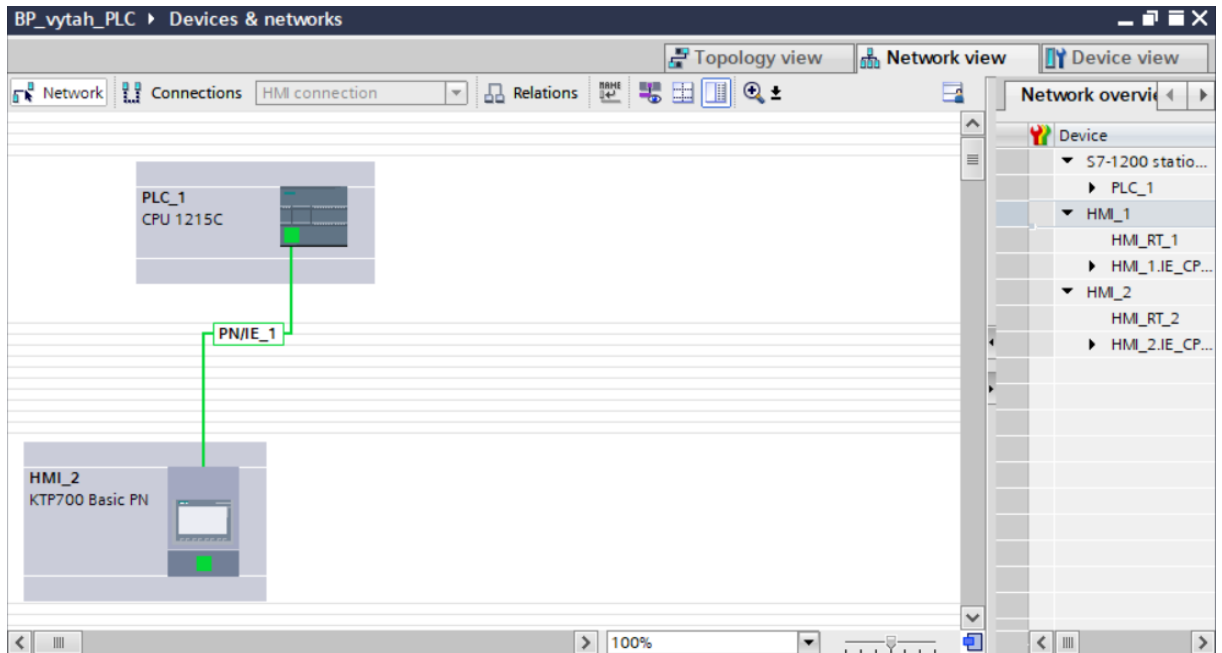 BP_vytah_PLC ▸ Devices & networks
Topology view
Network view
Device view
Network
Connections
HMI connection
Relations
PLC_1
CPU 1215C
PN/IE_1
HMI_2
KTP700 Basic PN
100%
Network overvie
Device
S7-1200 statio...
PLC_1
HMI_1
HMI_RT_1
HMI_1.IE_CP...
HMI_2
HMI_RT_2
HMI_2.IE_CP...